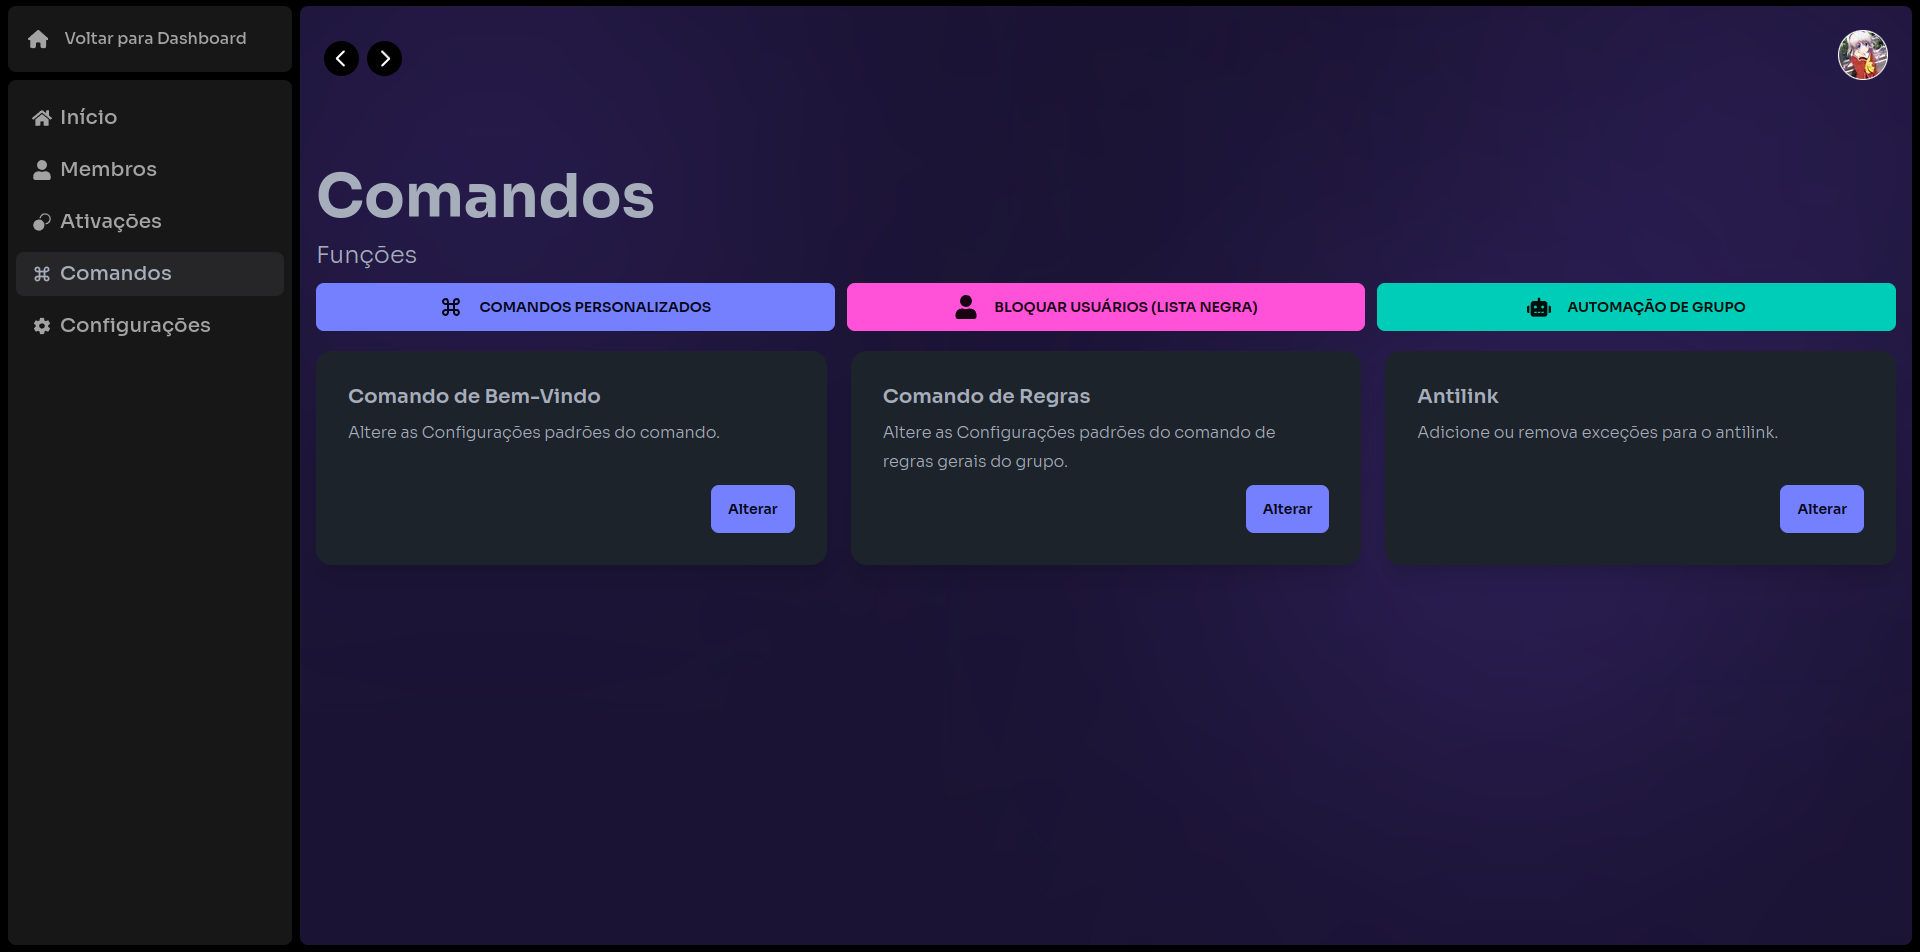 Voltar para Dashboard
Início
Membros
Ativações
Comandos
Configurações
Comandos
Funções
COMANDOS PERSONALIZADOS
BLOQUAR USUÁRIOS (LISTA NEGRA)
AUTOMAÇÃO DE GRUPO
Comando de Bem-Vindo
Altere as Configurações padrões do comando.
Alterar
Comando de Regras
Altere as Configurações padrões do comando de
regras gerais do grupo.
Alterar
Antilink
Adicione ou remova exceções para o antilink.
Alterar